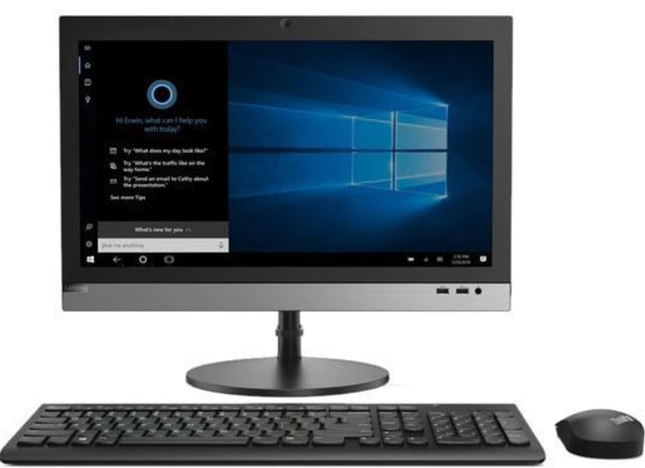 Hi Erwin, what can I help you
with today?
Try "What does my day look like?"
Try "What's the traffic like on the
way home."
Try "Send an email to Cathy about
the presentation."
See more Tips
What's new for you
Ask me anything
Lenovo